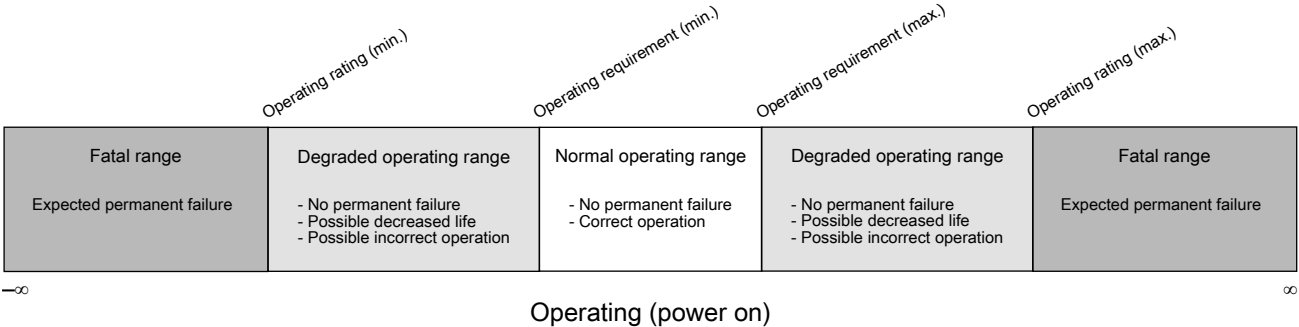 Operating rating (min.)
Operating requirement (min.)
Operating requirement (max.)
Operating rating (max.)
Fatal range
Expected permanent failure
Degraded operating range
- No permanent failure
- Possible decreased life
- Possible incorrect operation
Normal operating range
- No permanent failure
- Correct operation
Degraded operating range
- No permanent failure
- Possible decreased life
- Possible incorrect operation
Fatal range
Expected permanent failure
–∞
∞
Operating (power on)